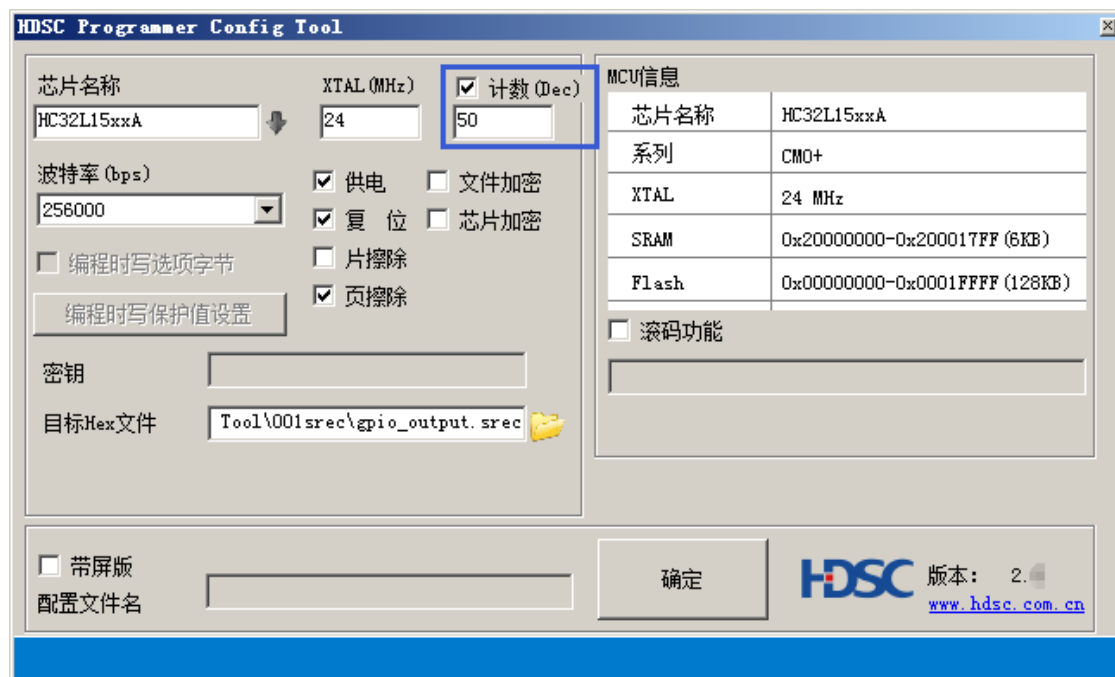 HDSC Programmer Config Tool
芯片名称
XTAL(MHz)
计数(Dec)
HC32L15xxA
24
50
波特率(bps)
256000
供电
文件加密
复 位
芯片加密
编程时写选项字节
片擦除
页擦除
编程时写保护值设置
密钥
目标Hex文件
Tool\001srec\gpio_output.srec
MCU信息
芯片名称 HC32L15xxA
系列 CM0+
XTAL 24 MHz
SRAM 0x20000000-0x200017FF(6KB)
Flash 0x00000000-0x0001FFFF(128KB)
滚码功能
带屏版
配置文件名
确定
HDSC
版本: 2.
www.hdsc.com.cn